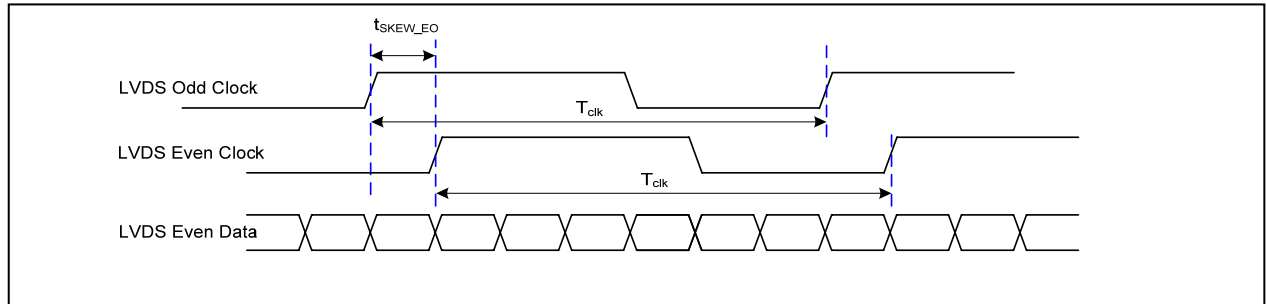 tSKEW_EO
LVDS Odd Clock
Tclk
LVDS Even Clock
Tclk
LVDS Even Data